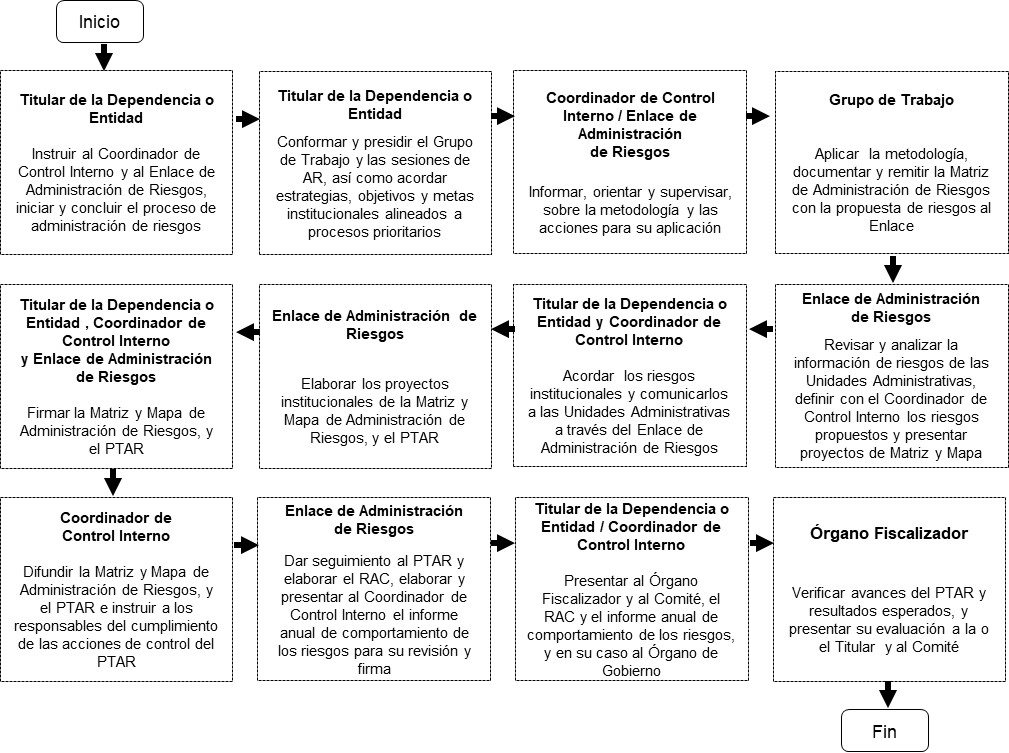 Inicio
Titular de la Dependencia o
Entidad
Instruir al Coordinador de
Control Interno y al Enlace de
Administración de Riesgos,
iniciar y concluir el proceso de
administración de riesgos
Titular de la Dependencia o
Entidad
Conformar y presidir el Grupo
de Trabajo y las sesiones de
AR, así como acordar
estrategias, objetivos y metas
institucionales alineados a
procesos prioritarios
Coordinador de Control
Interno / Enlace de
Administración
de Riesgos
Informar, orientar y supervisar,
sobre la metodología y las
acciones para su aplicación
Grupo de Trabajo
Aplicar la metodología,
documentar y remitir la Matriz
de Administración de Riesgos
con la propuesta de riesgos al
Enlace
Enlace de Administración
de Riesgos
Revisar y analizar la
información de riesgos de las
Unidades Administrativas,
definir con el Coordinador de
Control Interno los riesgos
propuestos y presentar
proyectos de Matriz y Mapa
Titular de la Dependencia o
Entidad y Coordinador de
Control Interno
Acordar los riesgos
institucionales y comunicarlos
a las Unidades Administrativas
a través del Enlace de
Administración de Riesgos
Enlace de Administración de
Riesgos
Elaborar los proyectos
institucionales de la Matriz y
Mapa de Administración de
Riesgos, y el PTAR
Titular de la Dependencia o
Entidad , Coordinador de
Control Interno
y Enlace de Administración
de Riesgos
Firmar la Matriz y Mapa de
Administración de Riesgos, y
el PTAR
Coordinador de
Control Interno
Difundir la Matriz y Mapa de
Administración de Riesgos, y
el PTAR e instruir a los
responsables del cumplimiento
de las acciones de control del
PTAR
Enlace de Administración
de Riesgos
Dar seguimiento al PTAR y
elaborar el RAC, elaborar y
presentar al Coordinador de
Control Interno el informe
anual de comportamiento de
los riesgos para su revisión y
firma
Titular de la Dependencia o
Entidad / Coordinador de
Control Interno
Presentar al Órgano
Fiscalizador y al Comité, el
RAC y el informe anual de
comportamiento de los riesgos,
y en su caso al Órgano de
Gobierno
Órgano Fiscalizador
Verificar avances del PTAR y
resultados esperados, y
presentar su evaluación a la o
el Titular y al Comité
Fin